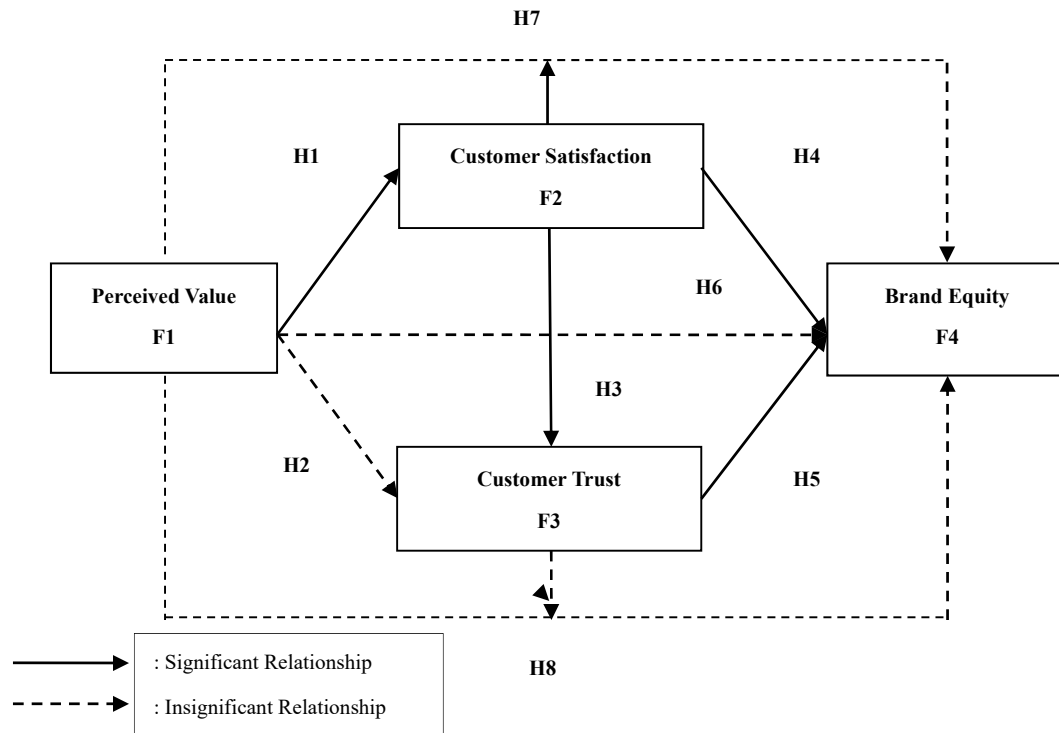 H7
H1
Customer Satisfaction
F2
H4
Perceived Value
F1
H6
Brand Equity
F4
H3
H2
Customer Trust
F3
H5
H8
: Significant Relationship
: Insignificant Relationship